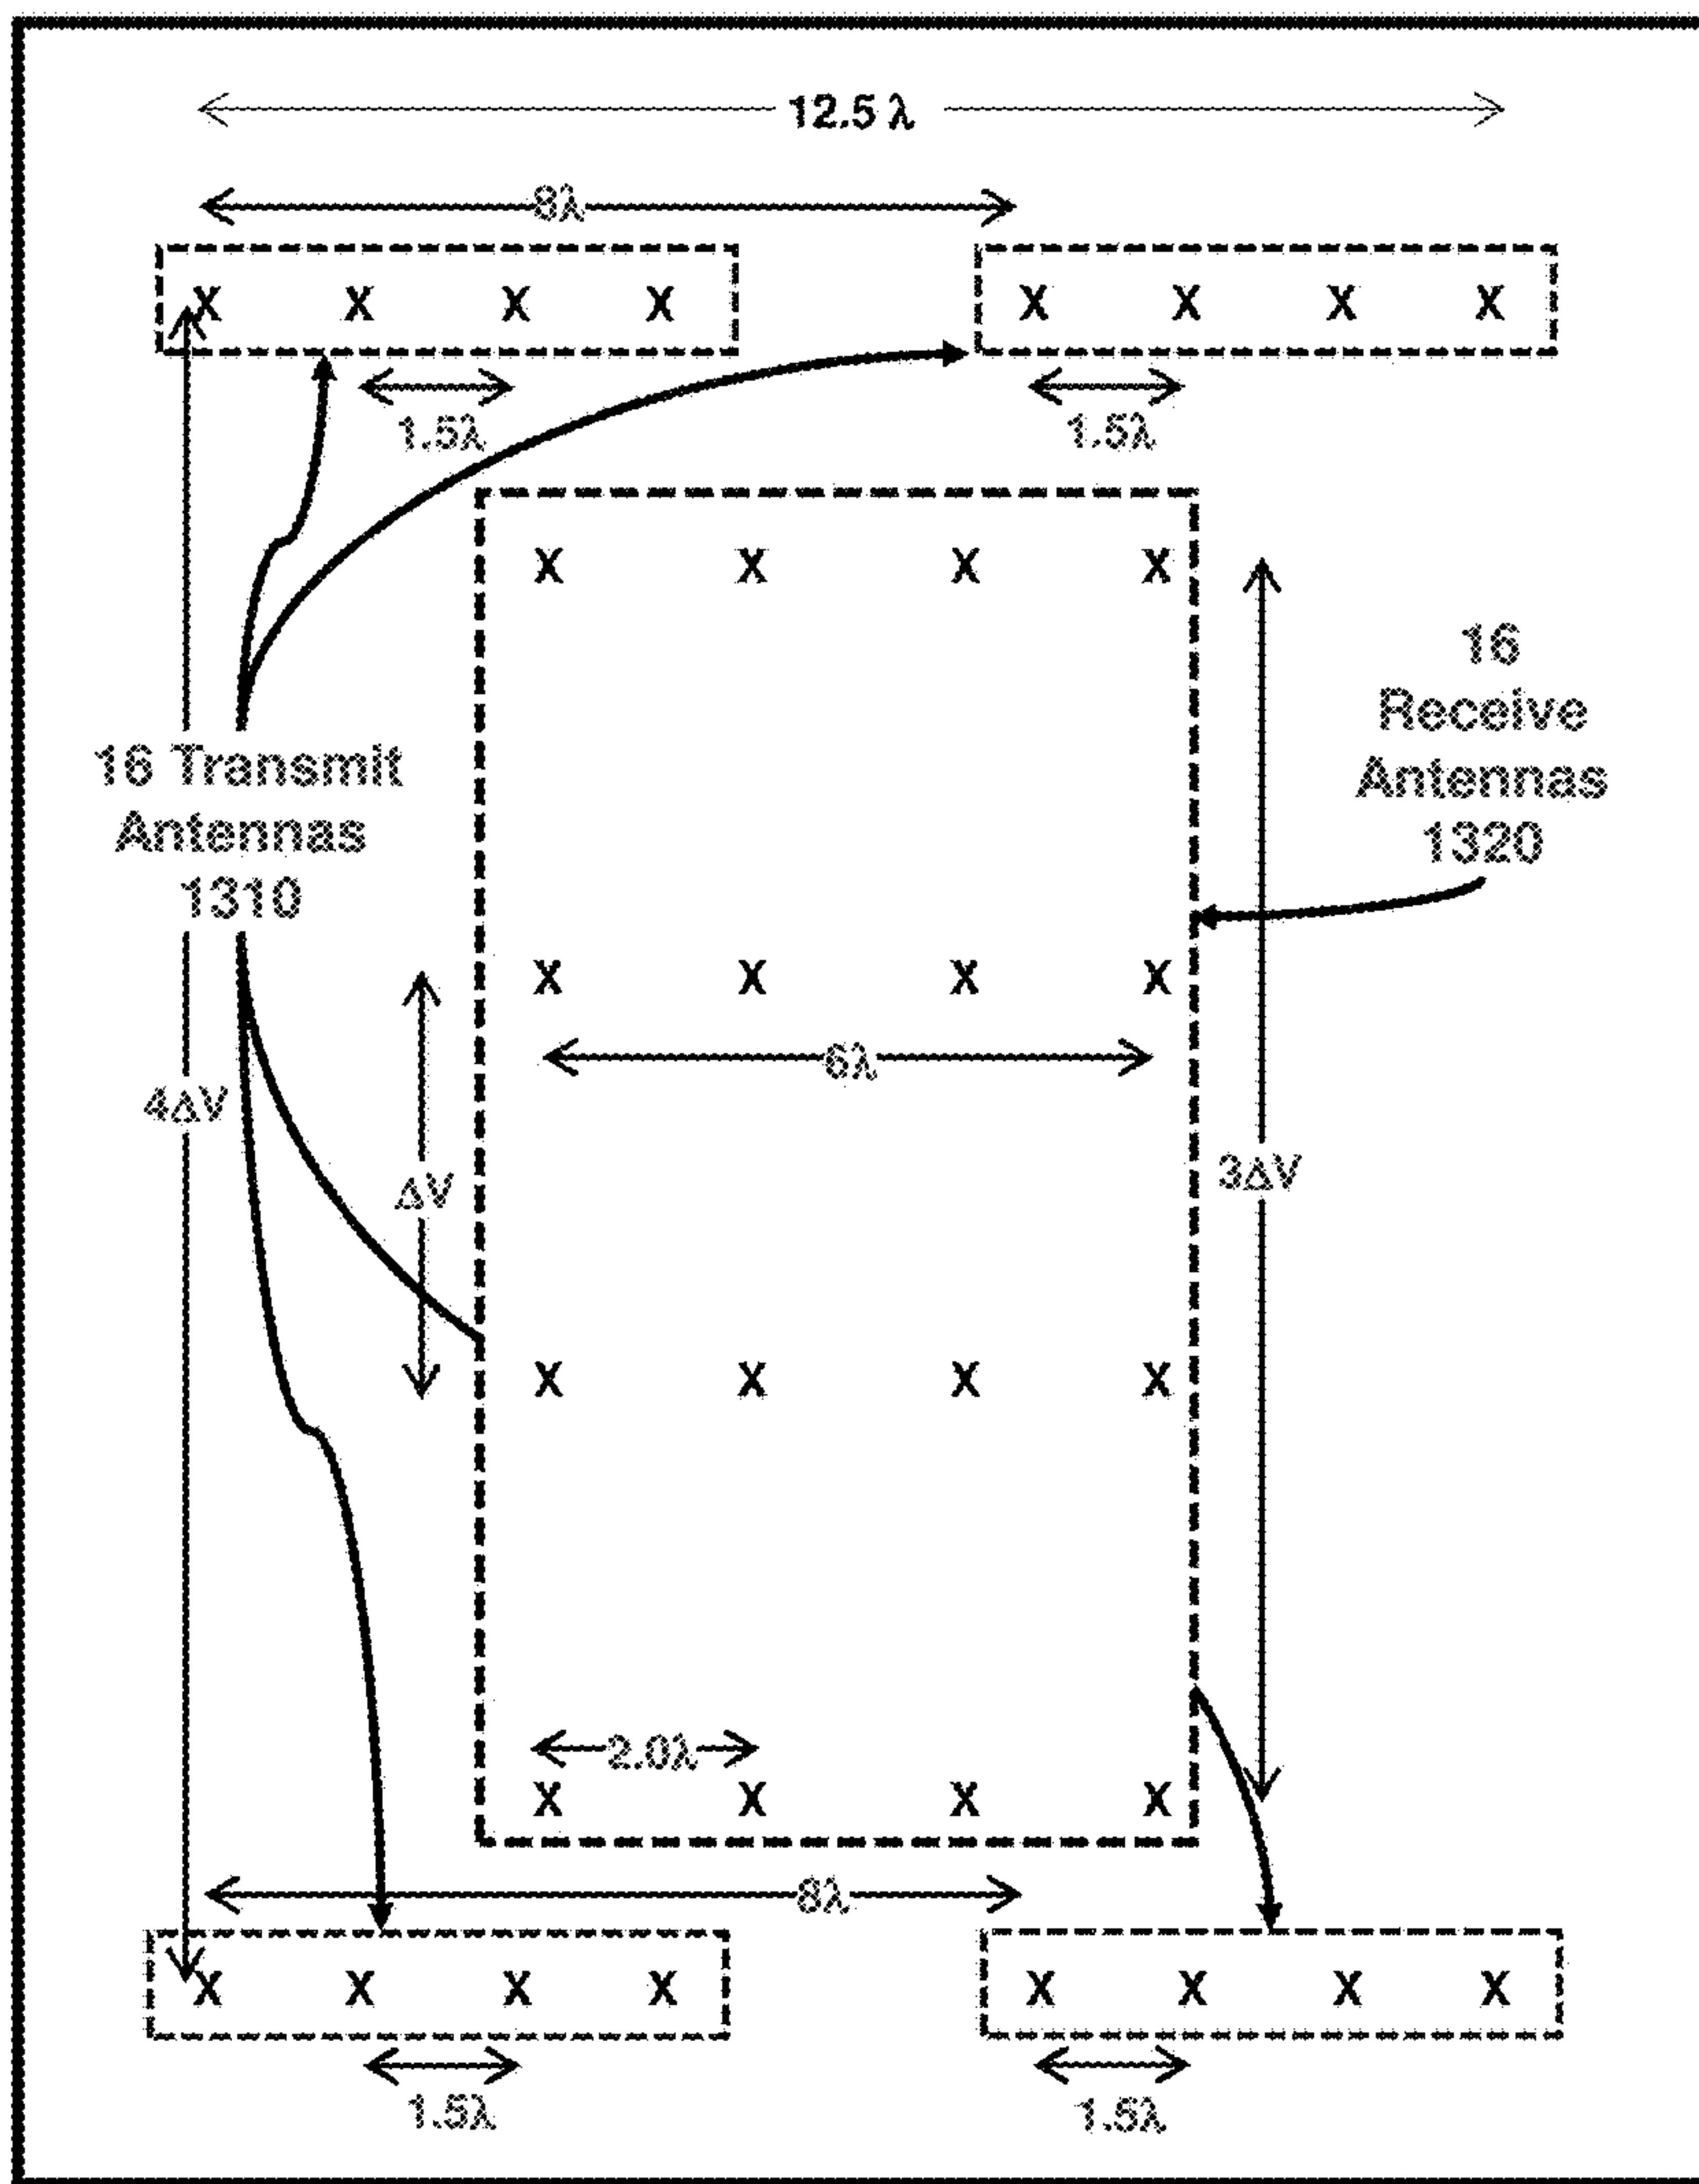 12.5 λ
8λ
X X X X X X X X
1.5λ 1.5λ
X X X X
16
Receive
Antennas
1320
16 Transmit
Antennas
1310
X X X X
6λ
4ΔV
ΔV
3ΔV
X X X X
2.0λ
X X X X
8λ
X X X X X X X X
1.5λ 1.5λ